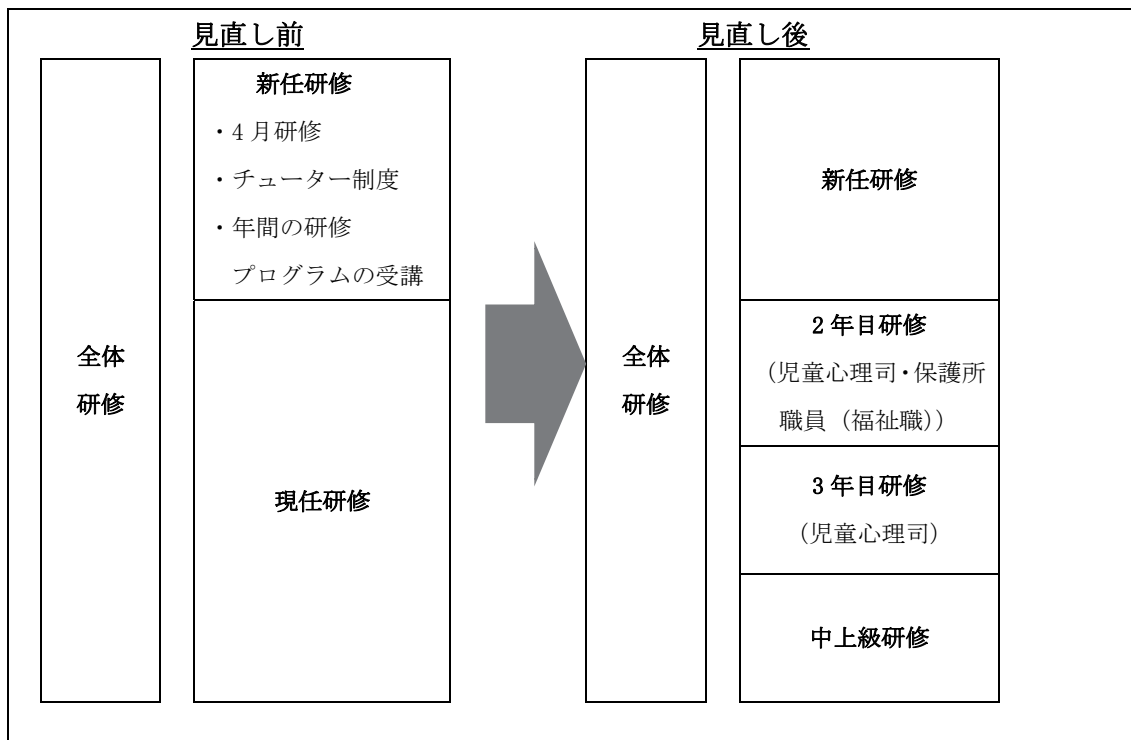 見直し前
全体
研修
新任研修
・4月研修
・チューター制度
・年間の研修
プログラムの受講
現任研修
見直し後
全体
研修
新任研修
2年目研修
(児童心理司・保護所
職員（福祉職）)
3年目研修
(児童心理司)
中上級研修